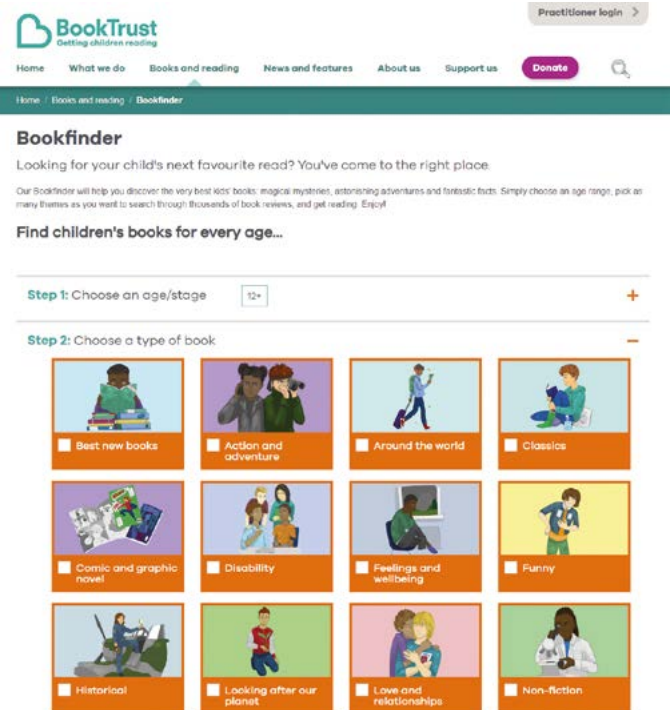 Practitioner login
BookTrust
Getting children reading
Home What we do Books and reading News and features About us Support us Donate
Home / Books and reading / Bookfinder
Bookfinder
Looking for your child's next favourite read? You've come to the right place.
Our Bookfinder will help you discover the very best kids' books: magical mysteries, astonishing adventures and fantastic facts. Simply choose an age range, pick as
many themes as you want to search through thousands of book reviews, and get reading. Enjoy!
Find children's books for every age...
Step 1: Choose an age/stage 12+
Step 2: Choose a type of book
Best new books
Action and
adventure
Around the world
Classics
Comic and graphic
novel
Disability
Feelings and
wellbeing
Funny
Historical
Looking after our
planet
Love and
relationships
Non-fiction